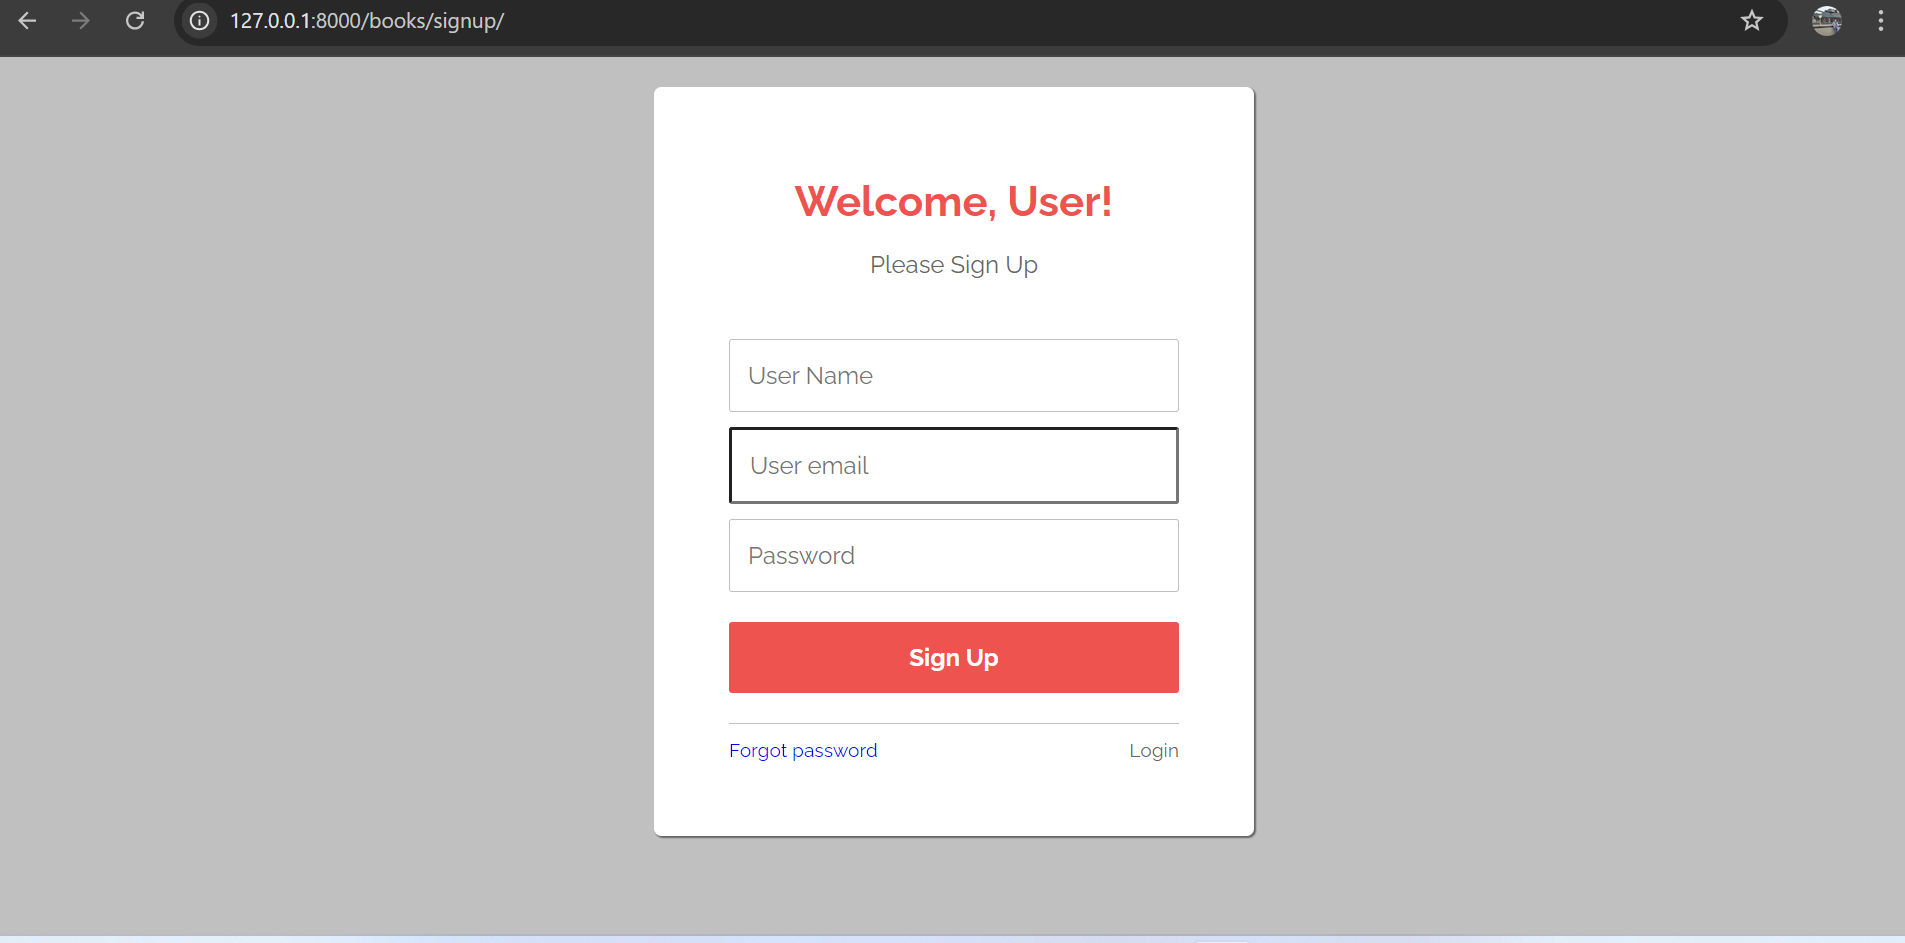 127.0.0.1:8000/books/signup/
Welcome, User!
Please Sign Up
User Name
User email
Password
Sign Up
Forgot password Login